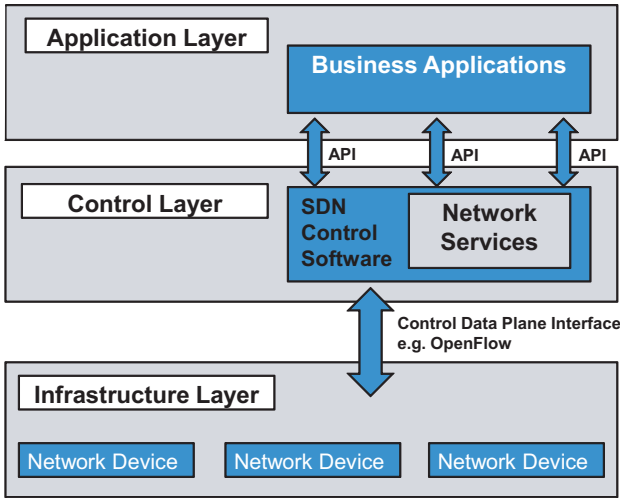 Application Layer
Business Applications
API
API
API
Control Layer
SDN
Control
Software
Network
Services
Control Data Plane Interface
e.g. OpenFlow
Infrastructure Layer
Network Device
Network Device
Network Device